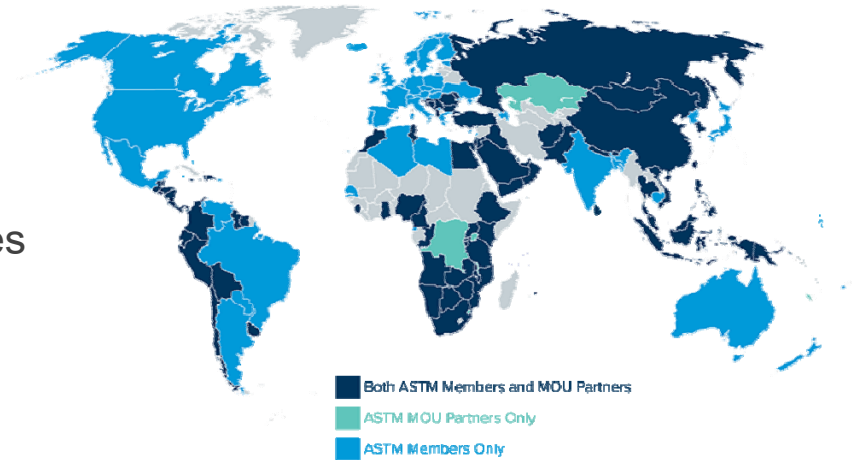 es
Both ASTM Members and MOU Partners
ASTM MOU Partners Only
ASTM Members Only